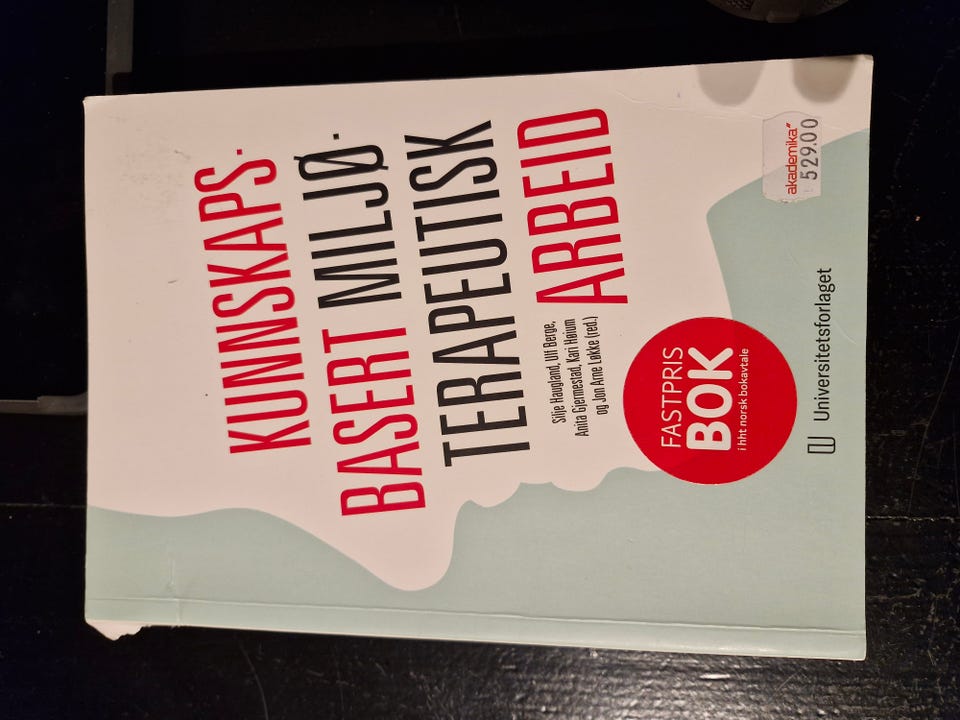 KUNNSKAPS-
BASERT MILJØ-
TERAPEUTISK
ARBEID
Silje Haugland, Ulf Berge,
Anita Gjermestad, Kari Høium
og Jon Arne Løkke (red.)
FASTPRIS
BOK
i hht norsk bokavtale
akademika
529.00
Universitetsforlaget